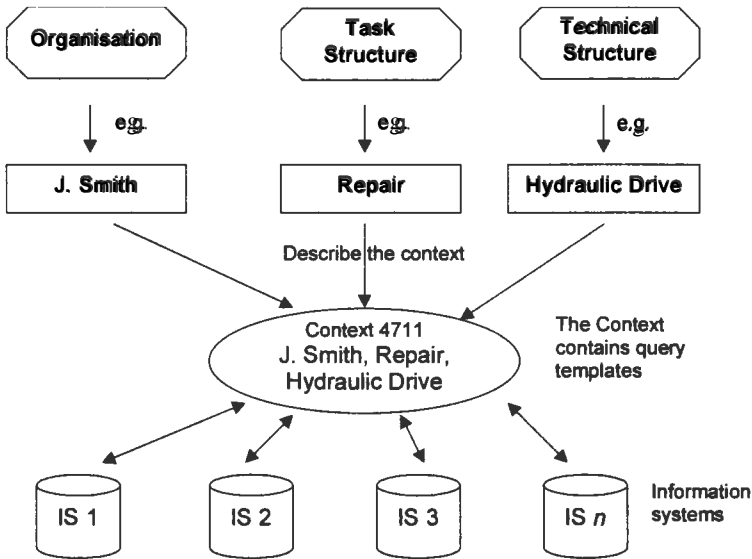 Organisation
Task
Structure
Technical
Structure
e.g.
e.g.
e.g.
J. Smith
Repair
Hydraulic Drive
Describe the context
Context 4711
J. Smith, Repair,
Hydraulic Drive
The Context
contains query
templates
IS 1
IS 2
IS 3
IS n
Information
systems